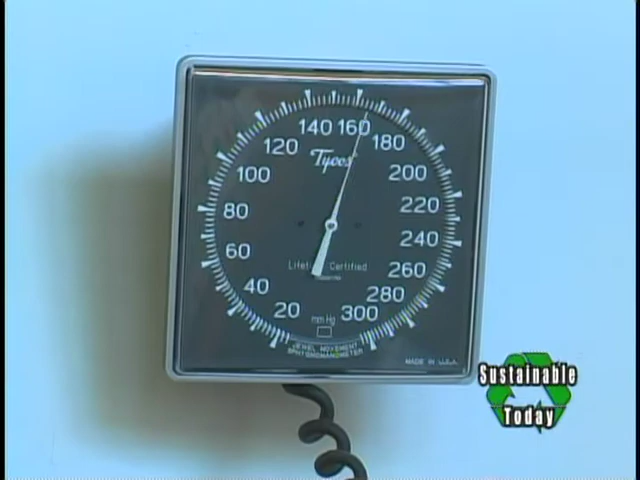 140 160
120 180
Tycos
100 200
80 220
60 240
Lifetime Certified
40 260
280
20 mm Hg 300
JEWEL MOVEMENT
SPHYGMOMANOMETER
MADE IN U.S.A.
Sustainable
Today